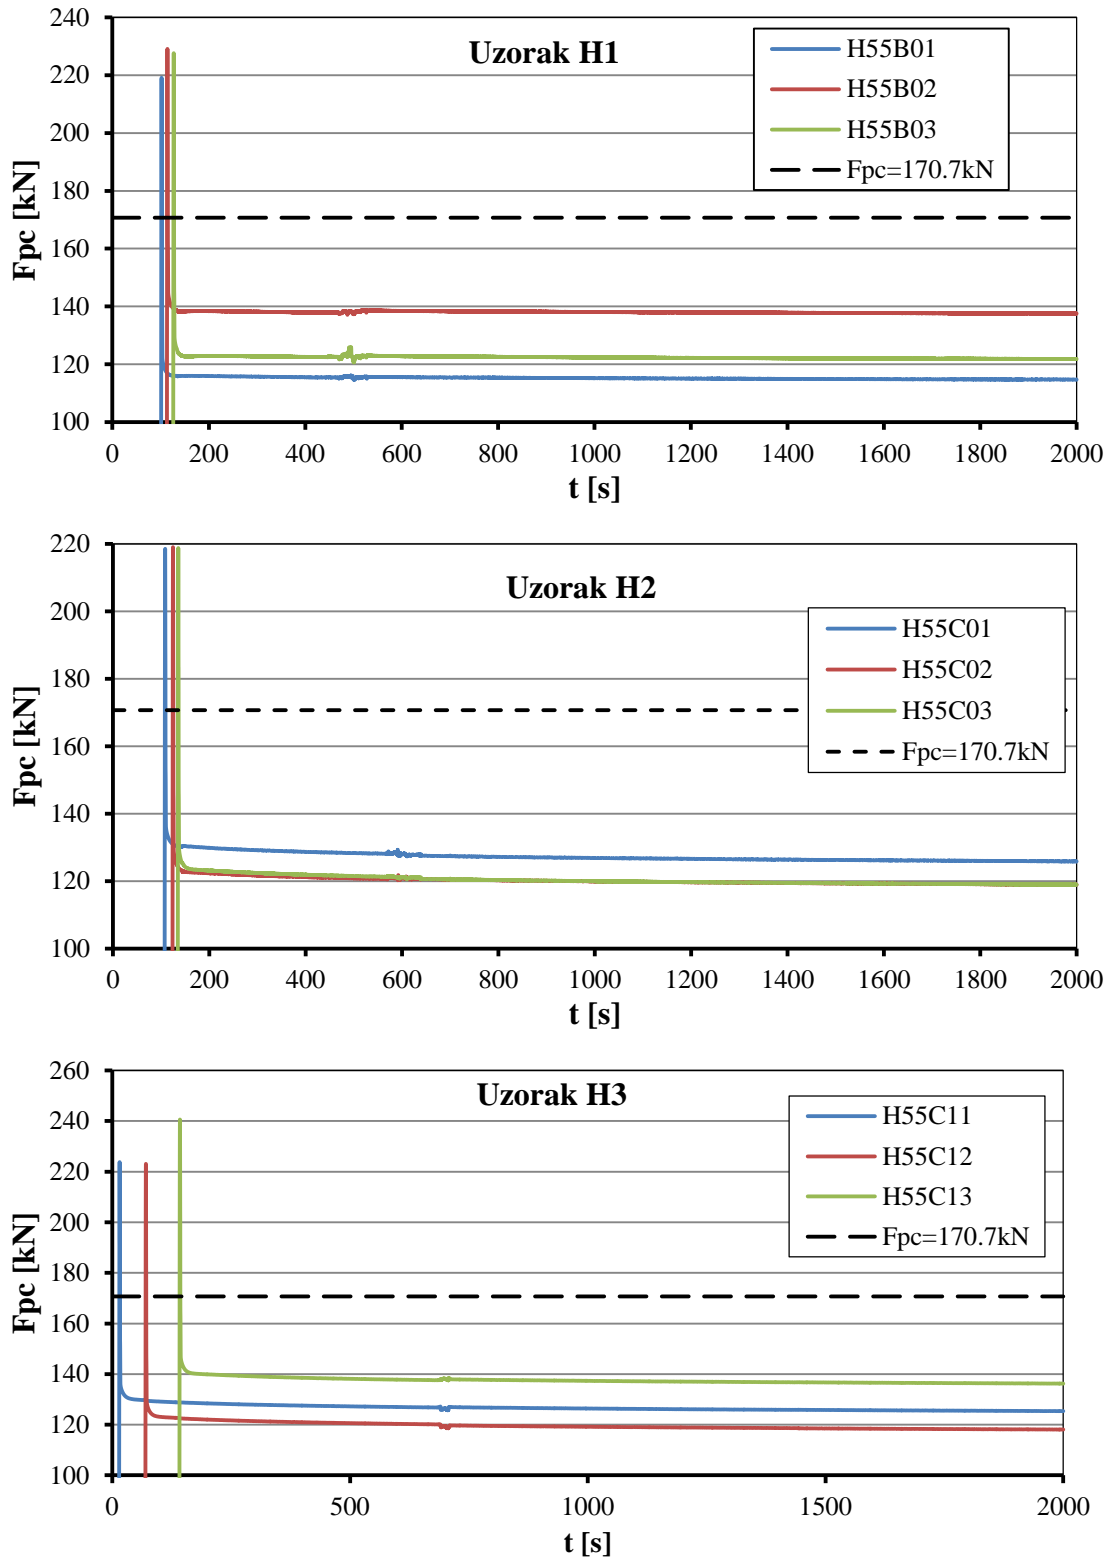 Uzorak H1
Fpc [kN]
240
220
200
180
160
140
120
100
0 200 400 600 800 1000 1200 1400 1600 1800 2000
t [s]
H55B01
H55B02
H55B03
Fpc=170.7kN
Uzorak H2
Fpc [kN]
220
200
180
160
140
120
100
0 200 400 600 800 1000 1200 1400 1600 1800 2000
t [s]
H55C01
H55C02
H55C03
Fpc=170.7kN
Uzorak H3
Fpc [kN]
260
240
220
200
180
160
140
120
100
0 500 1000 1500 2000
t [s]
H55C11
H55C12
H55C13
Fpc=170.7kN